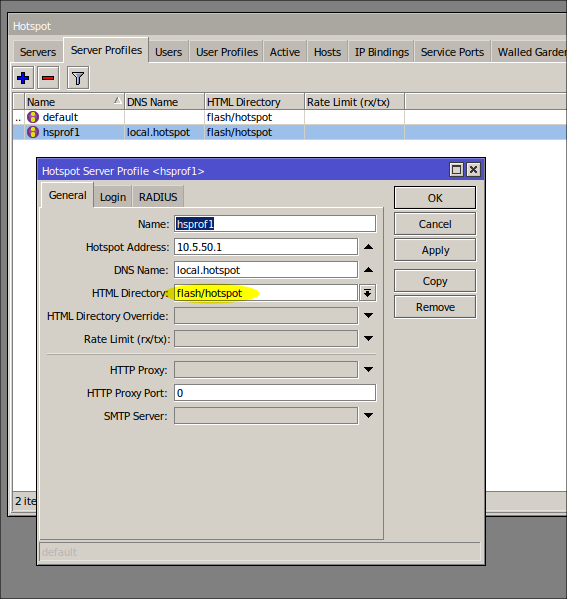 Hotspot
Servers Server Profiles Users User Profiles Active Hosts IP Bindings Service Ports Walled Garden
Name DNS Name HTML Directory Rate Limit (rx/tx)
.. default flash/hotspot
hsprof1 local.hotspot flash/hotspot
Hotspot Server Profile <hsprof1>
General Login RADIUS
OK
Name: hsprof1
Cancel
Hotspot Address: 10.5.50.1
Apply
DNS Name: local.hotspot
Copy
HTML Directory: flash/hotspot
Remove
HTML Directory Override:
Rate Limit (rx/tx):
HTTP Proxy:
HTTP Proxy Port: 0
SMTP Server:
2 ite
default